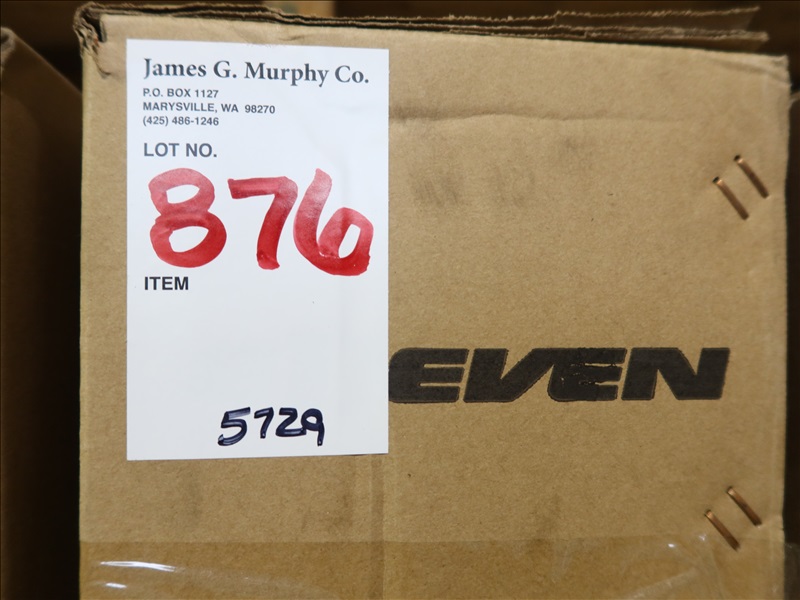 James G. Murphy Co.
P.O. BOX 1127
MARYSVILLE, WA 98270
(425) 486-1246
LOT NO.
876
ITEM
EVEN
5729